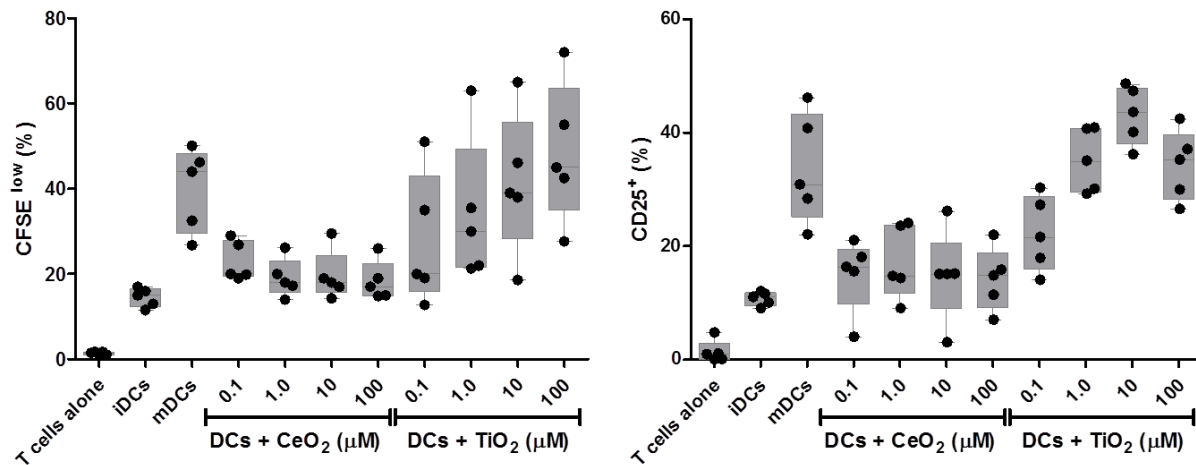 CFSE low (%)
80
60
40
20
0
T cells alone
iDCs
mDCs
0.1
1.0
10
100
0.1
1.0
10
100
DCs + CeO2 (μM)
DCs + TiO2 (μM)
CD25+ (%)
60
40
20
0
T cells alone
iDCs
mDCs
0.1
1.0
10
100
0.1
1.0
10
100
DCs + CeO2 (μM)
DCs + TiO2 (μM)